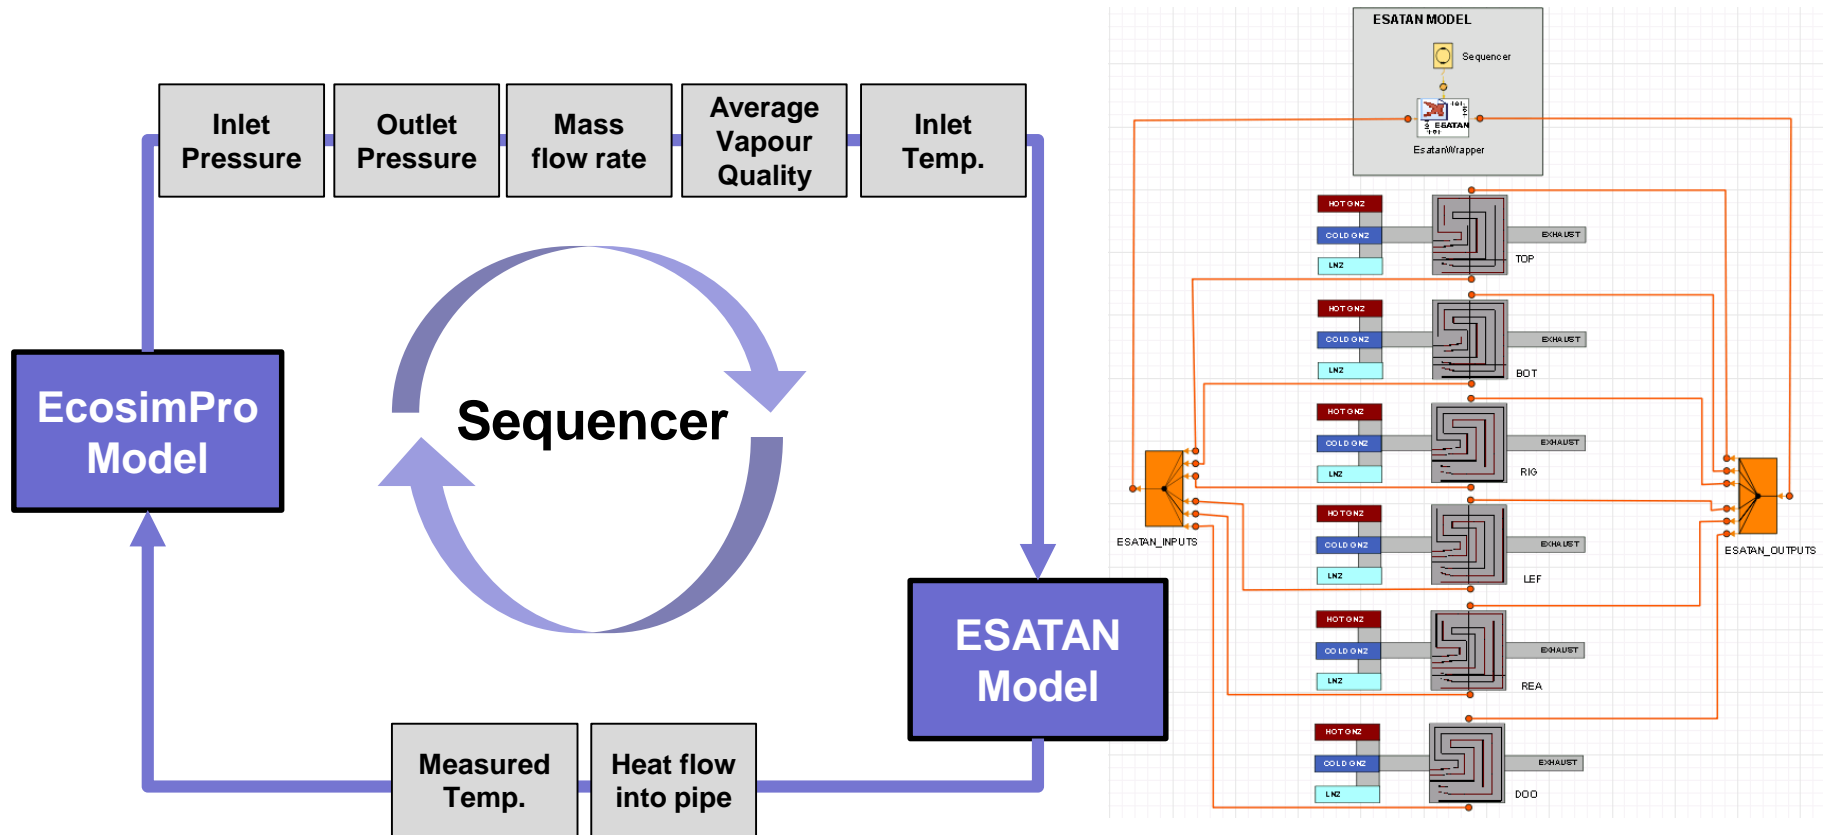 Inlet
Pressure
Outlet
Pressure
Mass
flow rate
Average
Vapour
Quality
Inlet
Temp.
EcosimPro
Model
Sequencer
ESATAN
Model
Measured
Temp.
Heat flow
into pipe
ESATAN MODEL
Sequencer
ESATAN
EsatanWrapper
HOT GN2
COLD GN2
EXHAUST
LN2
TOP
HOT GN2
COLD GN2
EXHAUST
LN2
BOT
HOT GN2
COLD GN2
EXHAUST
LN2
RIG
ESATAN_INPUTS
ESATAN_OUTPUTS
HOT GN2
COLD GN2
EXHAUST
LN2
LEF
HOT GN2
COLD GN2
EXHAUST
LN2
REA
HOT GN2
COLD GN2
EXHAUST
LN2
DOO